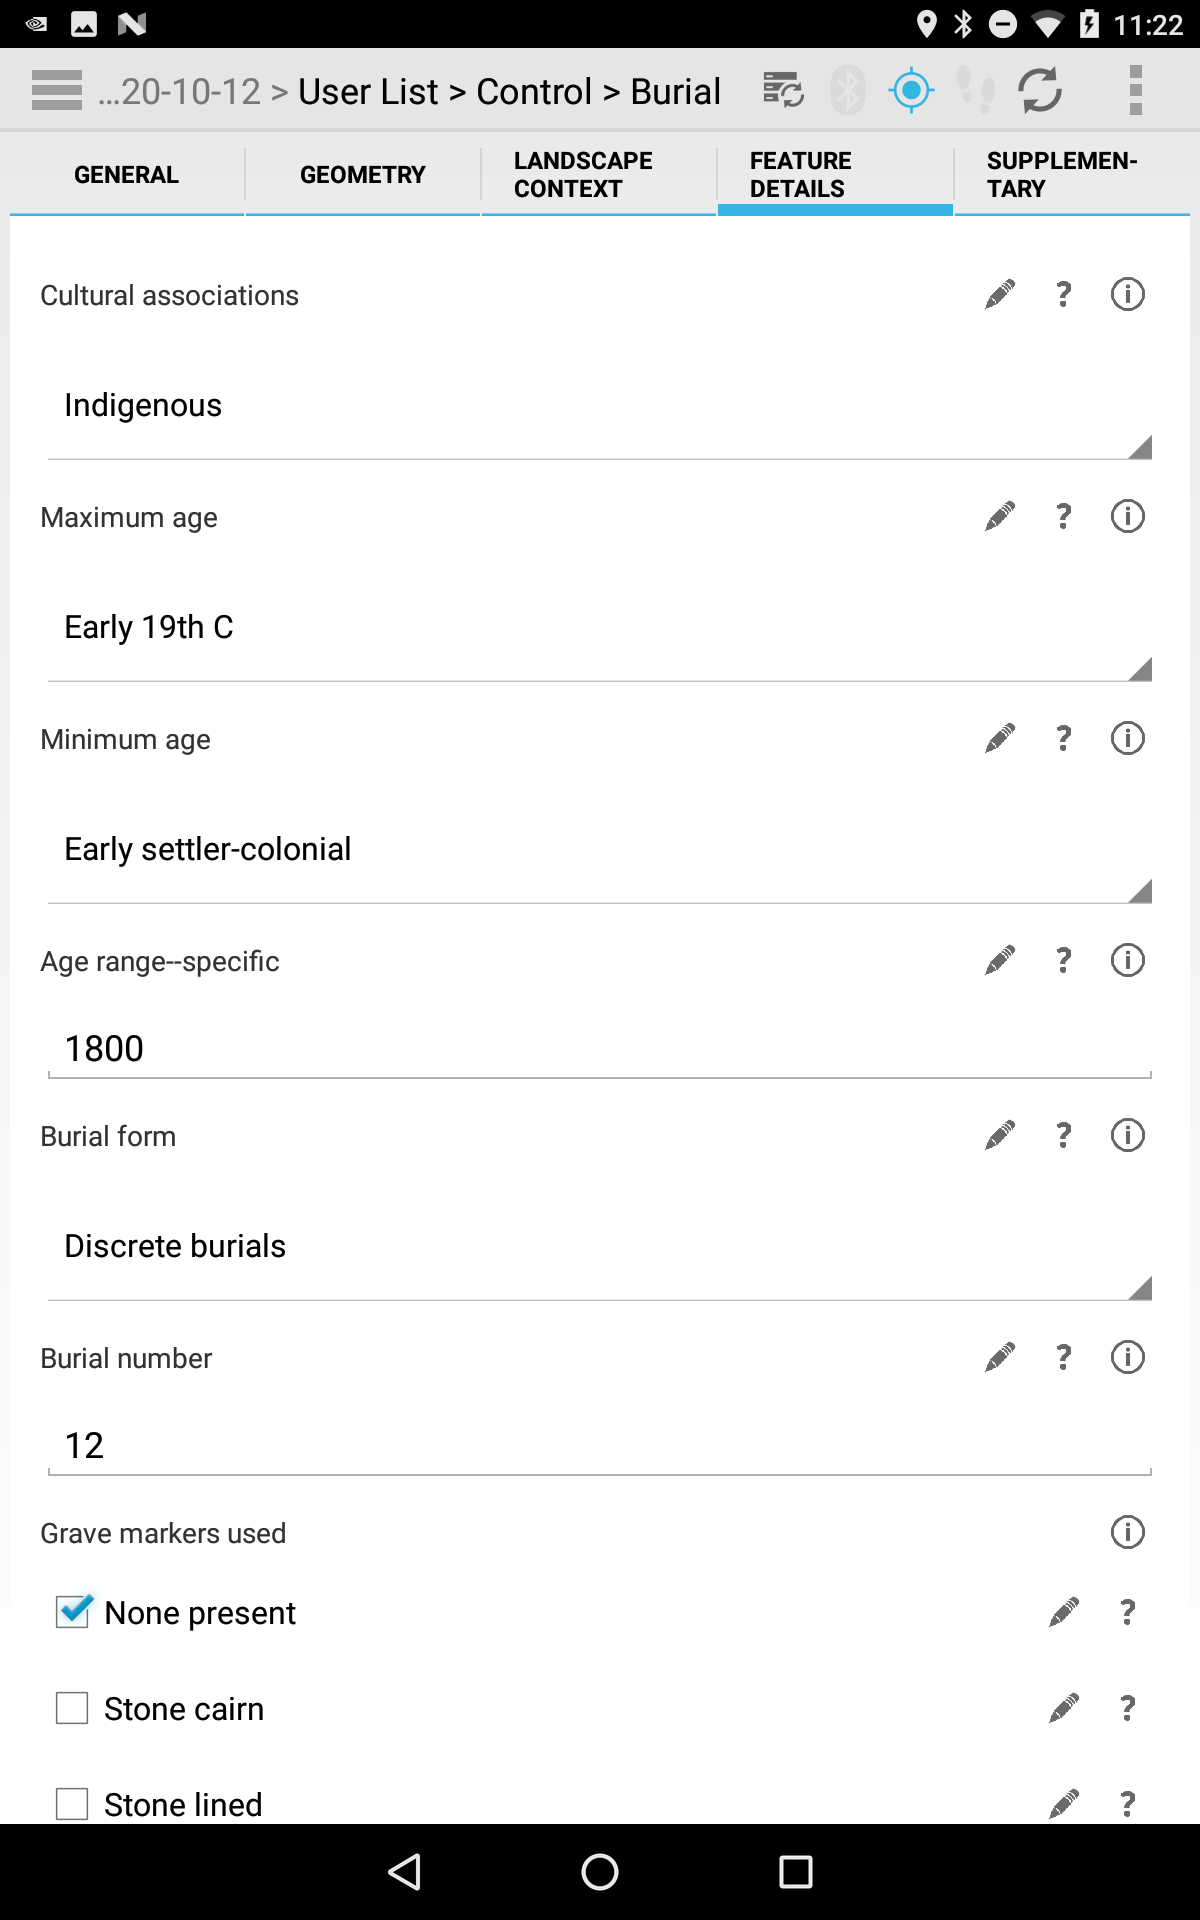 11:22
...20-10-12 > User List > Control > Burial
GENERAL
GEOMETRY
LANDSCAPE
CONTEXT
FEATURE
DETAILS
SUPPLEMEN-
TARY
Cultural associations
Indigenous
Maximum age
Early 19th C
Minimum age
Early settler-colonial
Age range--specific
1800
Burial form
Discrete burials
Burial number
12
Grave markers used
None present
Stone cairn
Stone lined